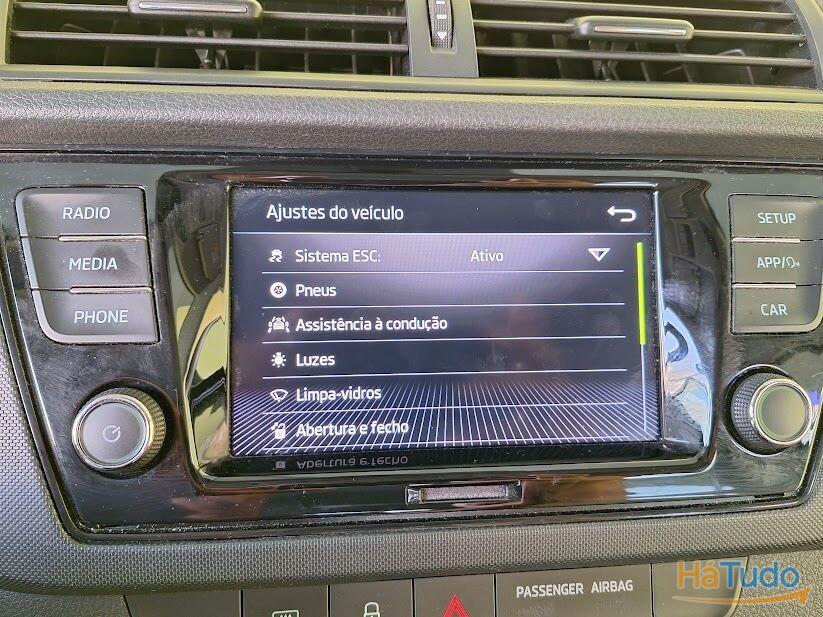 RADIO
MEDIA
PHONE
Ajustes do veículo
Sistema ESC: Ativo
Pneus
Assistência à condução
Luzes
Limpa-vidros
Abertura e fecho
SETUP
APP/
CAR
PASSENGER AIRBAG
HáTudo